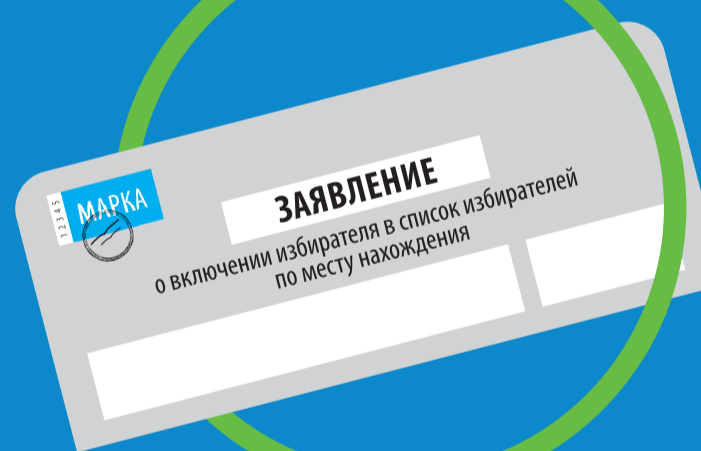 12345
МАРКА
ЗАЯВЛЕНИЕ
о включении избирателя в список избирателей
по месту нахождения